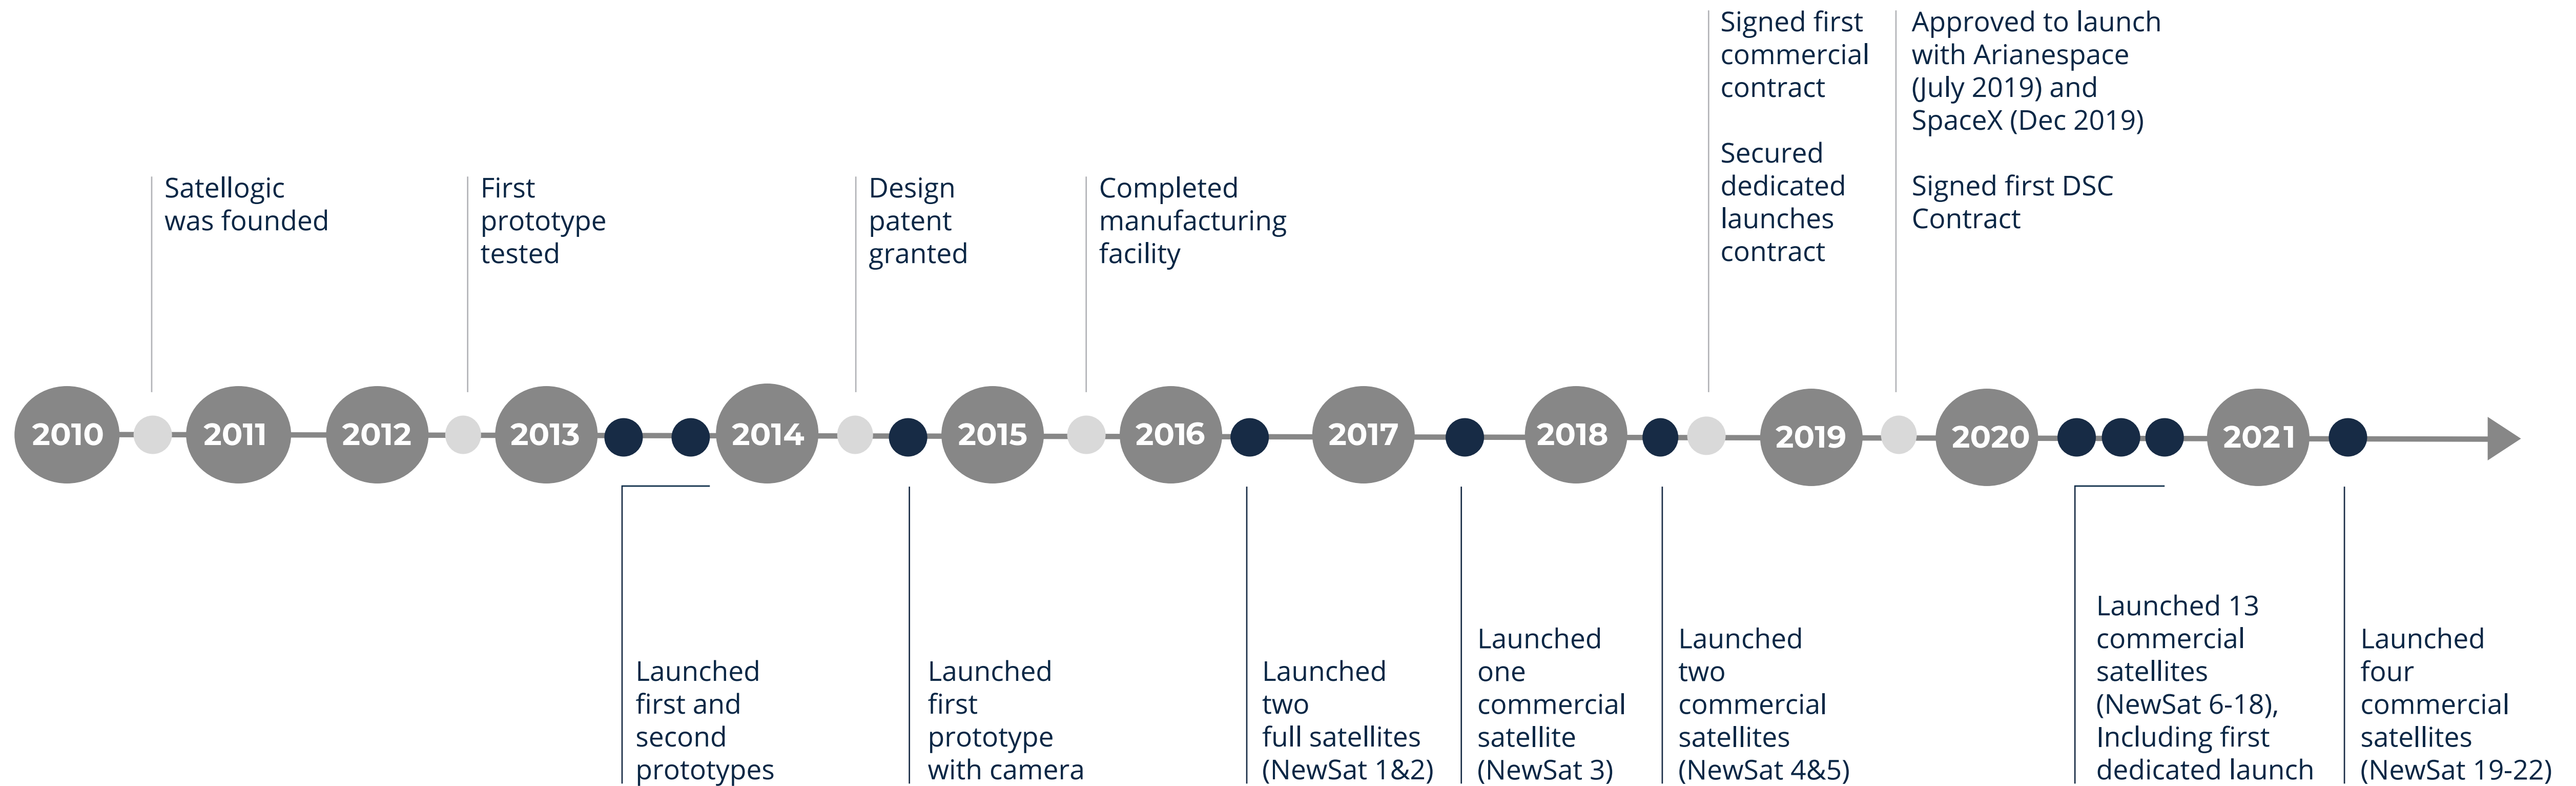 Signed first
commercial
contract
Secured
dedicated
launches
contract
Approved to launch
with Arianespace
(July 2019) and
SpaceX (Dec 2019)
Signed first DSC
Contract
Satellogic
was founded
First
prototype
tested
Design
patent
granted
Completed
manufacturing
facility
2010
2011
2012
2013
2014
2015
2016
2017
2018
2019
2020
2021
Launched
first and
second
prototypes
Launched
first
prototype
with camera
Launched
two
full satellites
(NewSat 1&2)
Launched
one
commercial
satellite
(NewSat 3)
Launched
two
commercial
satellites
(NewSat 4&5)
Launched 13
commercial
satellites
(NewSat 6-18),
Including first
dedicated launch
Launched
four
commercial
satellites
(NewSat 19-22)